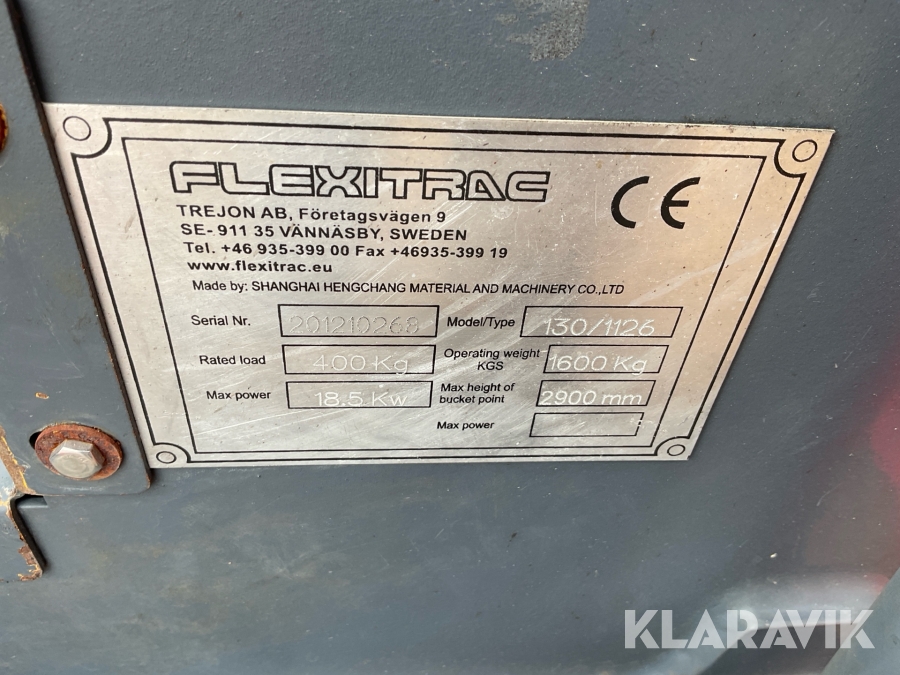 FLEXITRAC
CE
TREJON AB, Företagsvägen 9
SE- 911 35 VÄNNÄSBY, SWEDEN
Tel. +46 935-399 00 Fax +46935-399 19
www.flexitrac.eu
Made by: SHANGHAI HENGCHANG MATERIAL AND MACHINERY CO.,LTD
Serial Nr. 201210268 Model/Type 130/1126
Rated load 400 Kg Operating weight KGS 1600 Kg
Max power 18.5 Kw Max height of bucket point 2900 mm
Max power
KLARAVIK